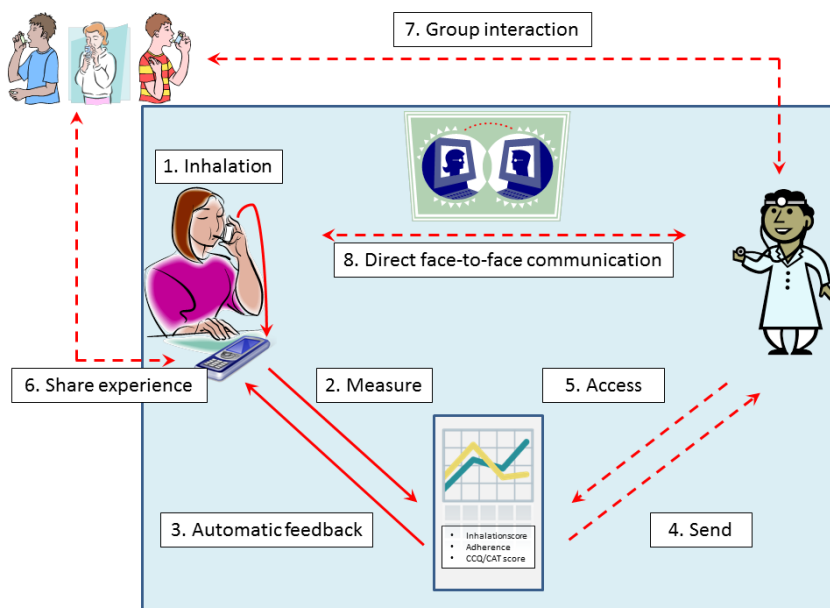 7. Group interaction
1. Inhalation
8. Direct face-to-face communication
6. Share experience
2. Measure
5. Access
3. Automatic feedback
4. Send
• Inhalationscore
• Adherence
• CCQ/CAT score